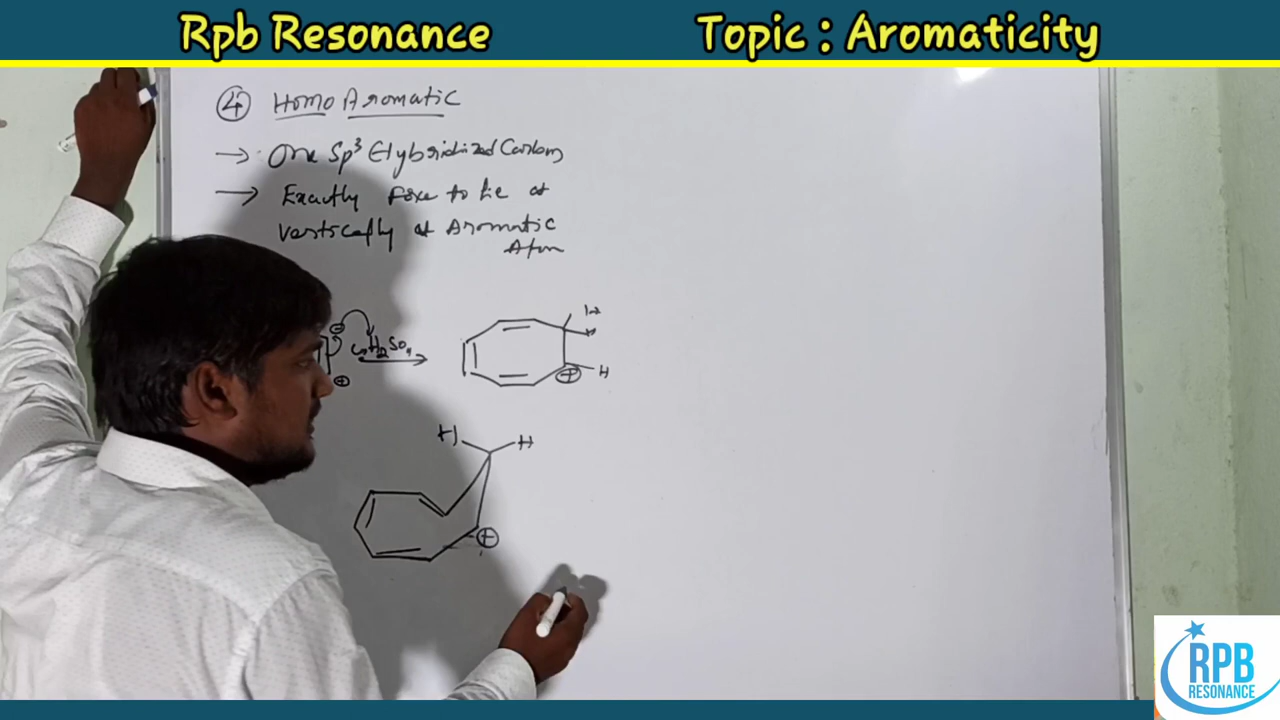 Rpb Resonance
Topic : Aromaticity
④ Homo Aromatic
→ One Sp³ Hybridized Carbon
→ Exactly to lie at
vertically at Aromatic
Atom
⊖
H₂SO₄
⊕
H
⊕ H
H H
⊕
RPB
RESONANCE